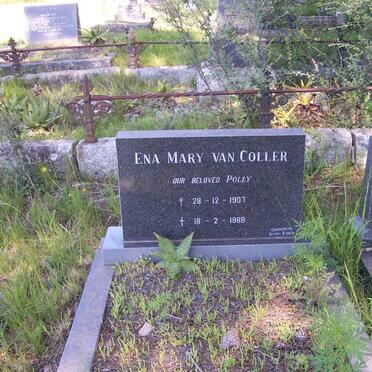 ENA MARY VAN COLLER
OUR BELOVED POLLY
28 - 12 - 1907
† 18 - 2 - 1988